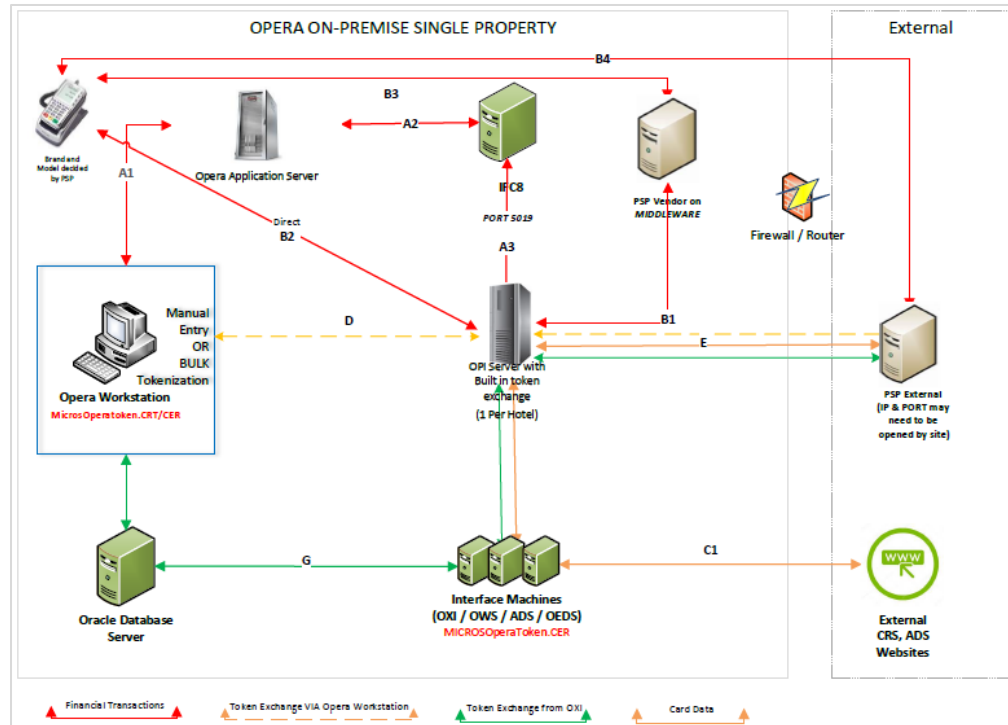 OPERA ON-PREMISE SINGLE PROPERTY
External
B4
B3
A2
A1
Brand and
Model decided
by PSP
Opera Application Server
IFC8
PORT 5019
PSP Vendor on
MIDDLEWARE
Firewall / Router
Direct
B2
A3
Manual
Entry
OR
BULK
Tokenization
Opera Workstation
MicrosOperatoken.CRT/CER
D
B1
E
OPI Server with
Built in token
exchange
(1 Per Hotel)
PSP External
(IP & PORT may
need to be
opened by site)
G
C1
WWW
Oracle Database
Server
Interface Machines
(OXI / OWS / ADS / OEDS)
MICROSOperaToken.CER
External
CRS, ADS
Websites
Financial Transactions
Token Exchange VIA Opera Workstation
Token Exchange from OXI
Card Data